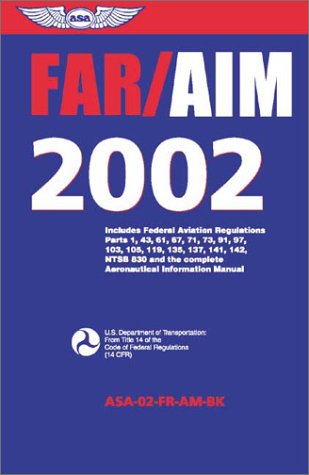 asa
FAR/AIM
2002
Includes Federal Aviation Regulations
Parts 1, 43, 61, 67, 71, 73, 91, 97,
103, 105, 119, 135, 137, 141, 142,
NTSB 830 and the complete
Aeronautical Information Manual
U.S. Department of Transportation:
From Title 14 of the
Code of Federal Regulations
(14 CFR)
ASA-02-FR-AM-BK